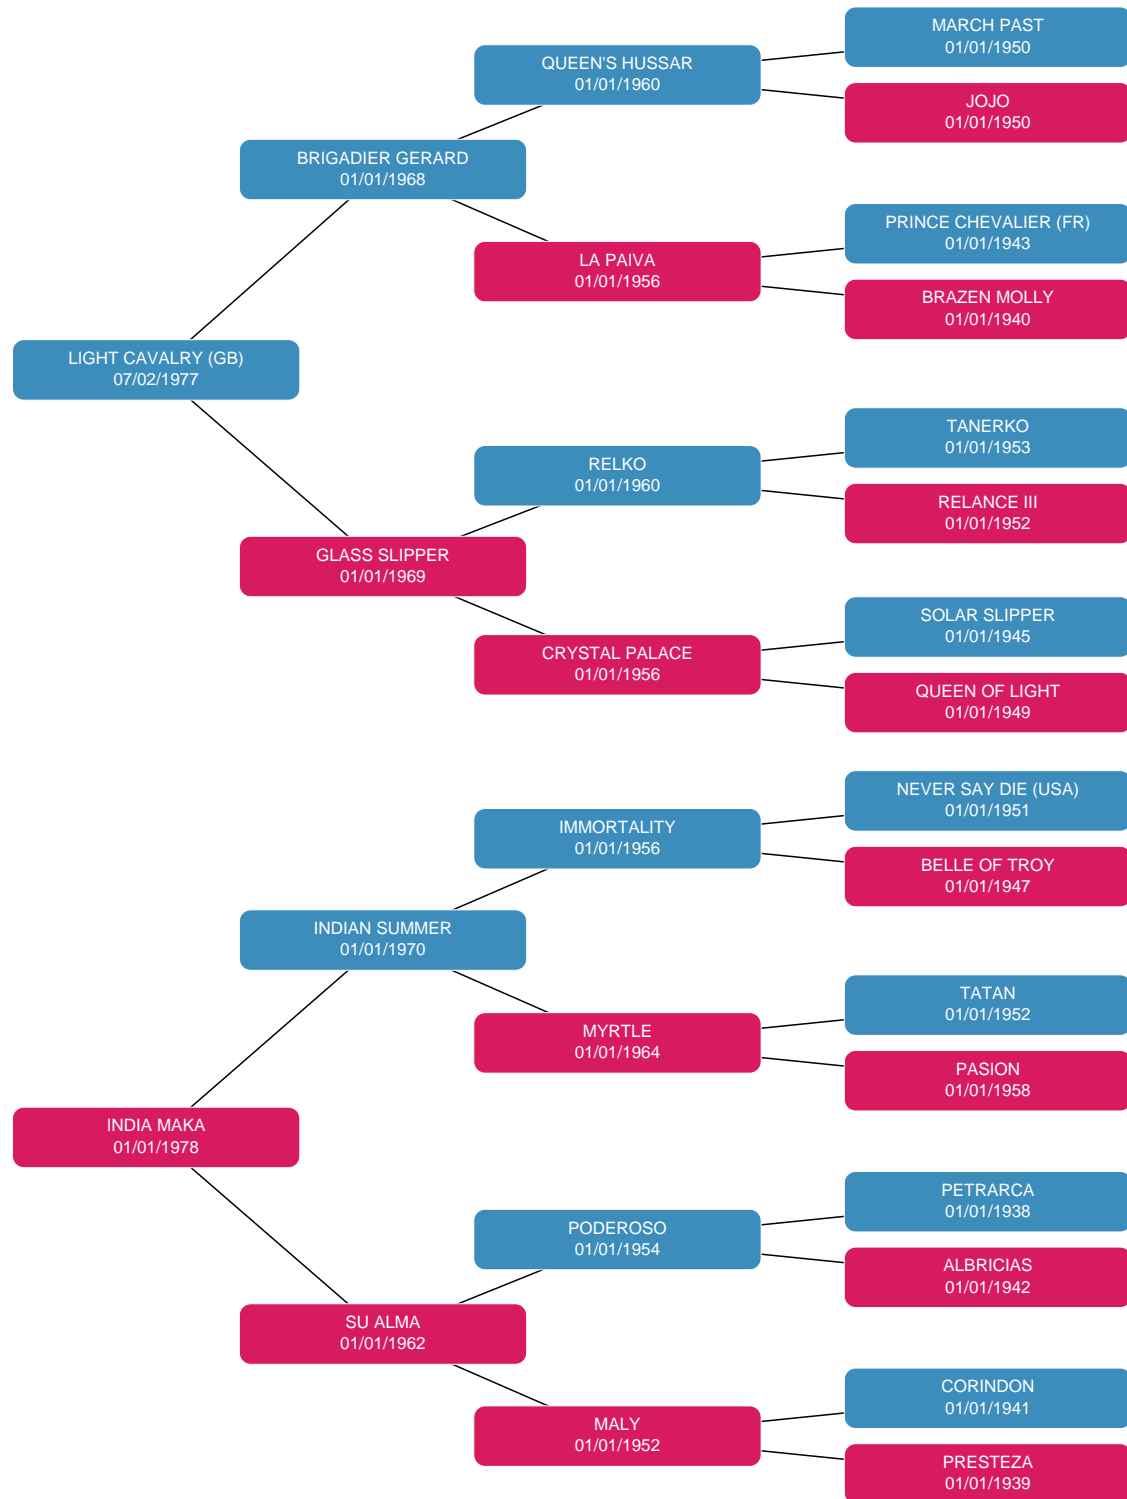 MARCH PAST
01/01/1950
QUEEN'S HUSSAR
01/01/1960
JOJO
01/01/1950
BRIGADIER GERARD
01/01/1968
PRINCE CHEVALIER (FR)
01/01/1943
LA PAIVA
01/01/1956
BRAZEN MOLLY
01/01/1940
LIGHT CAVALRY (GB)
07/02/1977
TANERKO
01/01/1953
RELKO
01/01/1960
RELANCE III
01/01/1952
GLASS SLIPPER
01/01/1969
SOLAR SLIPPER
01/01/1945
CRYSTAL PALACE
01/01/1956
QUEEN OF LIGHT
01/01/1949
NEVER SAY DIE (USA)
01/01/1951
IMMORTALITY
01/01/1956
BELLE OF TROY
01/01/1947
INDIAN SUMMER
01/01/1970
TATAN
01/01/1952
MYRTLE
01/01/1964
PASION
01/01/1958
INDIA MAKA
01/01/1978
PETRARCA
01/01/1938
PODEROSO
01/01/1954
ALBRICIAS
01/01/1942
SU ALMA
01/01/1962
CORINDON
01/01/1941
MALY
01/01/1952
PRESTEZA
01/01/1939